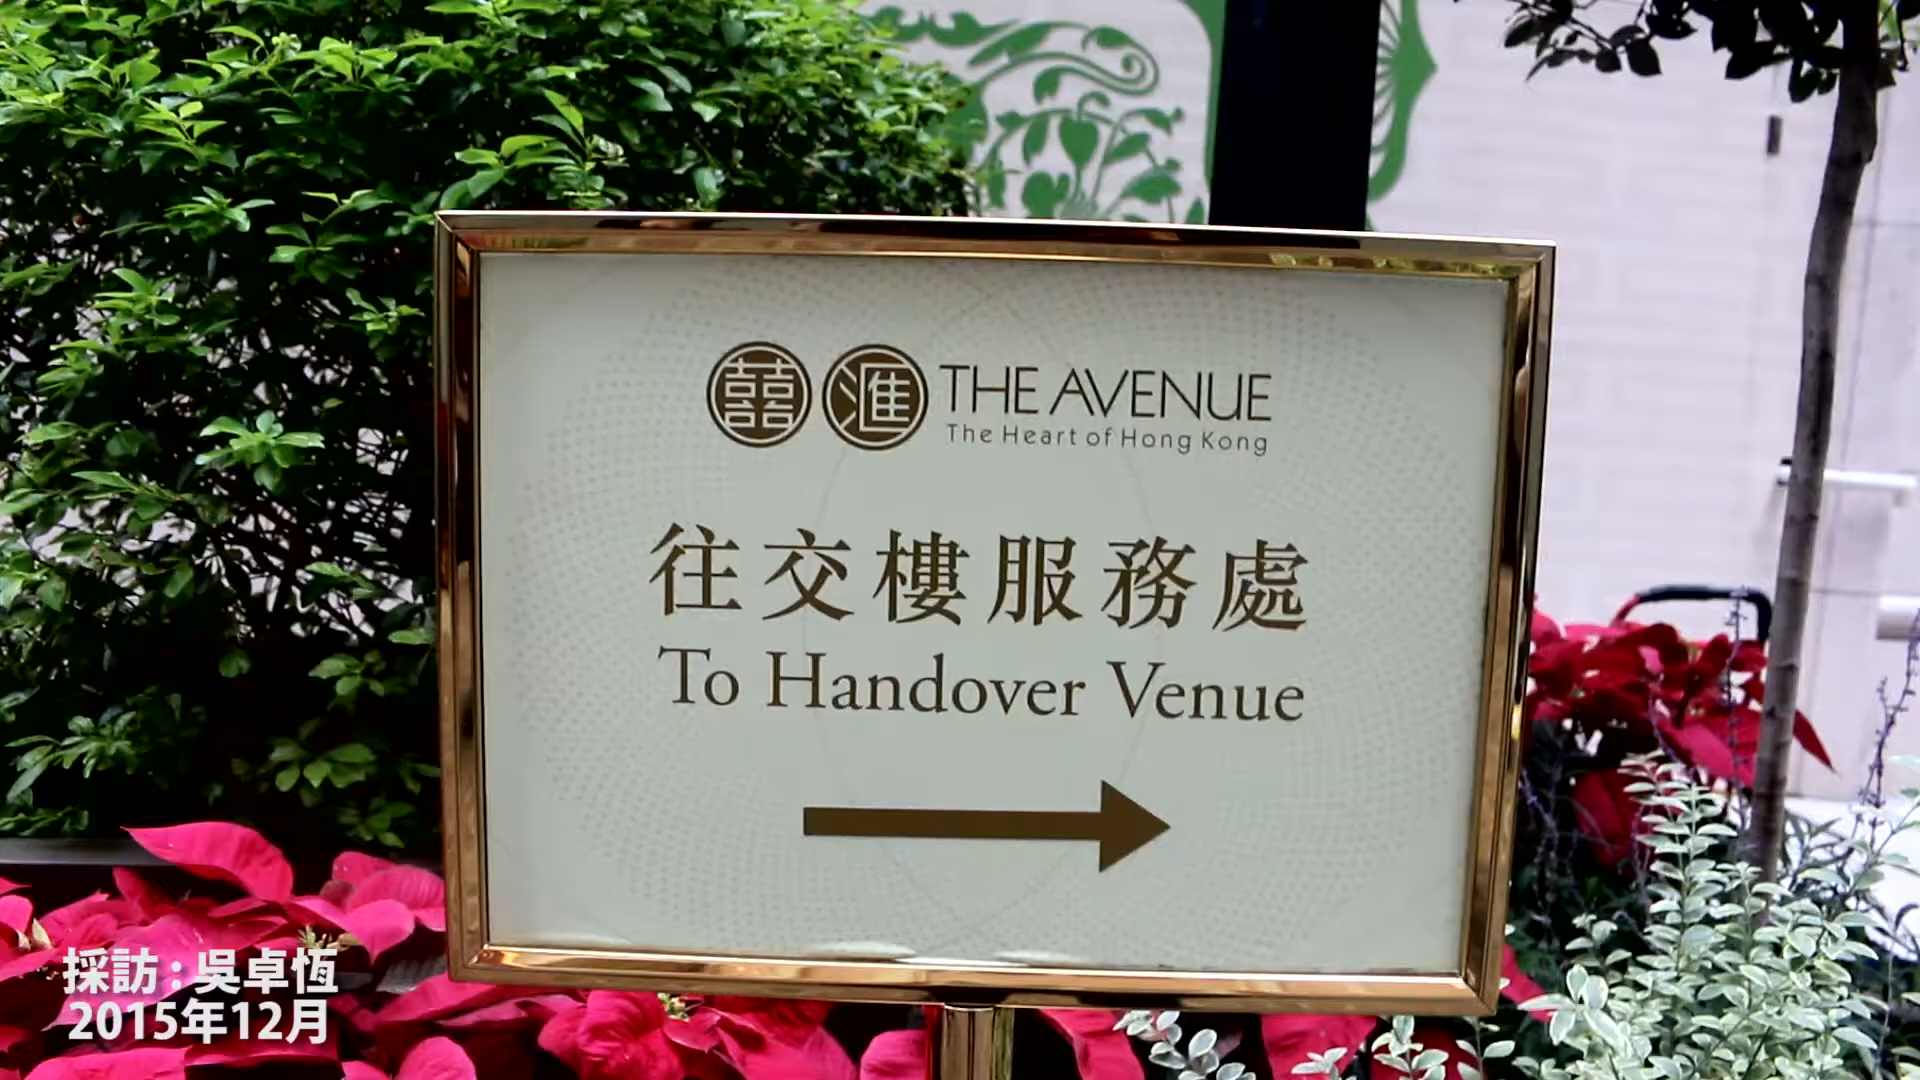 囍滙 THE AVENUE
The Heart of Hong Kong
往交樓服務處
To Handover Venue
採訪 : 吳卓恆
2015年12月